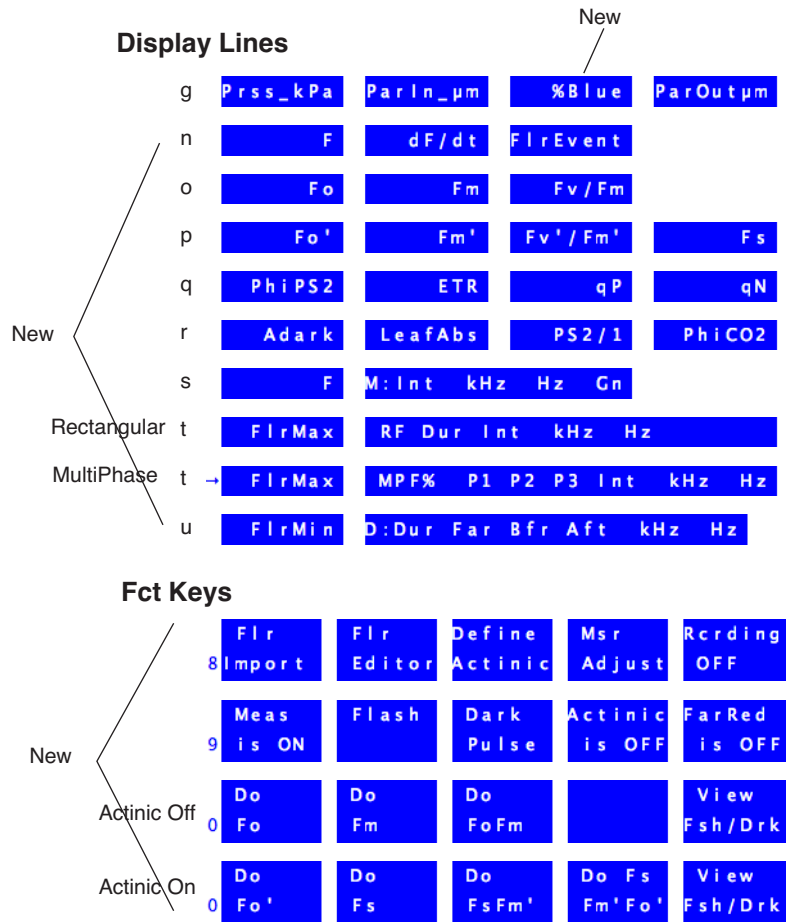 New
Display Lines
g Prss_kPa ParIn_µm %Blue ParOutµm
n F dF/dt FlrEvent
o Fo Fm Fv/Fm
p Fo' Fm' Fv'/Fm' Fs
q PhiPS2 ETR qP qN
New
r Adark LeafAbs PS2/1 PhiCO2
s F M:Int kHz Hz Gn
Rectangular t FlrMax RF Dur Int kHz Hz
MultiPhase t → FlrMax MPF% P1 P2 P3 Int kHz Hz
u FlrMin D:Dur Far Bfr Aft kHz Hz
Fct Keys
Flr Flr Define Msr Rcrding
8 Import Editor Actinic Adjust OFF
Meas Flash Dark Actinic FarRed
9 is ON Pulse is OFF is OFF
New
Do Do Do View
Actinic Off 0 Fo Fm FoFm Fsh/Drk
Do Do Do Do Fs View
Actinic On 0 Fo' Fs FsFm' Fm'Fo' Fsh/Drk